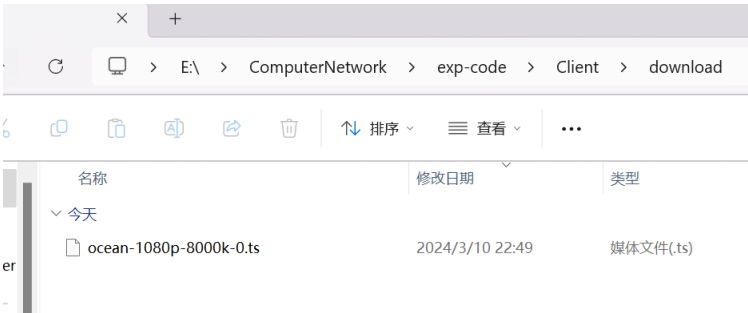 E:\ > ComputerNetwork > exp-code > Client > download
排序 查看
名称 修改日期 类型
今天
ocean-1080p-8000k-0.ts 2024/3/10 22:49 媒体文件(.ts)
er